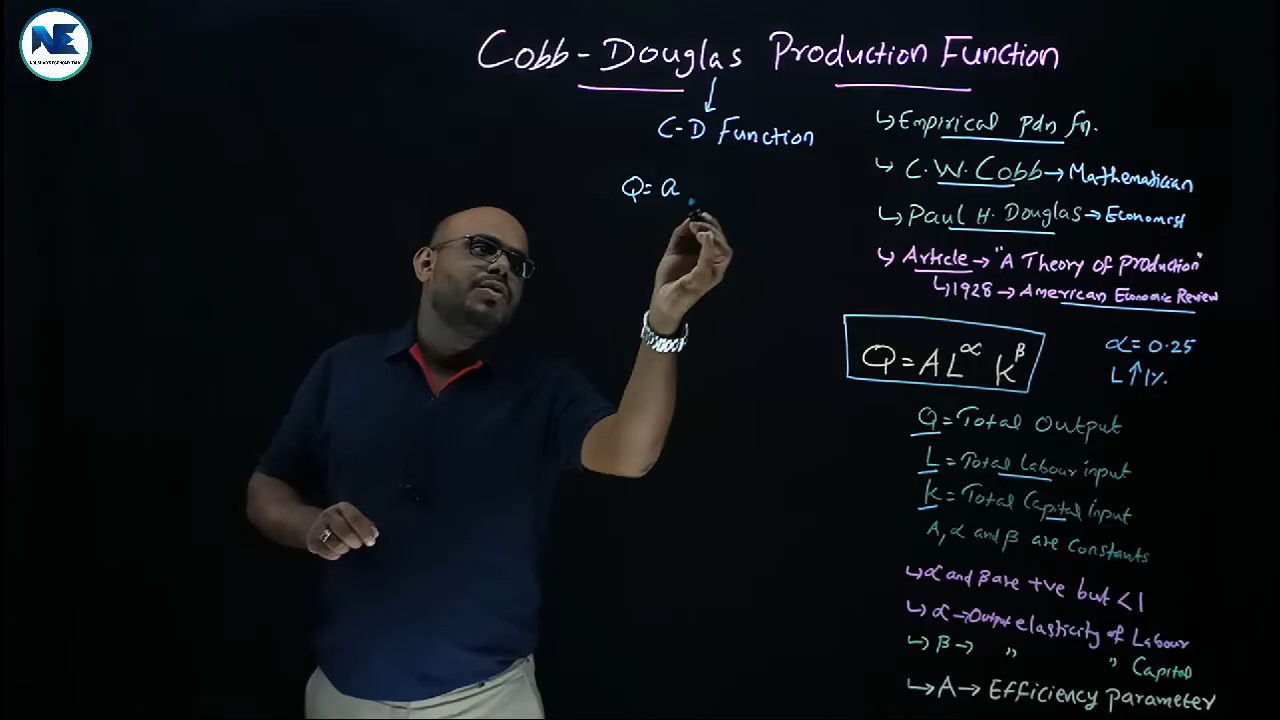 NE
Cobb-Douglas Production Function
C-D Function
Q= a
↳ Empirical pdn fn.
↳ C.W.Cobb → Mathematician
↳ Paul H. Douglas → Economist
↳ Article → "A Theory of Production"
↳ 1928 → American Economic Review
Q = A L^α K^β
α = 0.25
L ↑ 1%
Q = Total Output
L = Total Labour input
K = Total Capital input
A, α and β are Constants
↳ α and β are +ve but < 1
↳ α → Output elasticity of Labour
↳ β → " " Capital
↳ A → Efficiency parameter